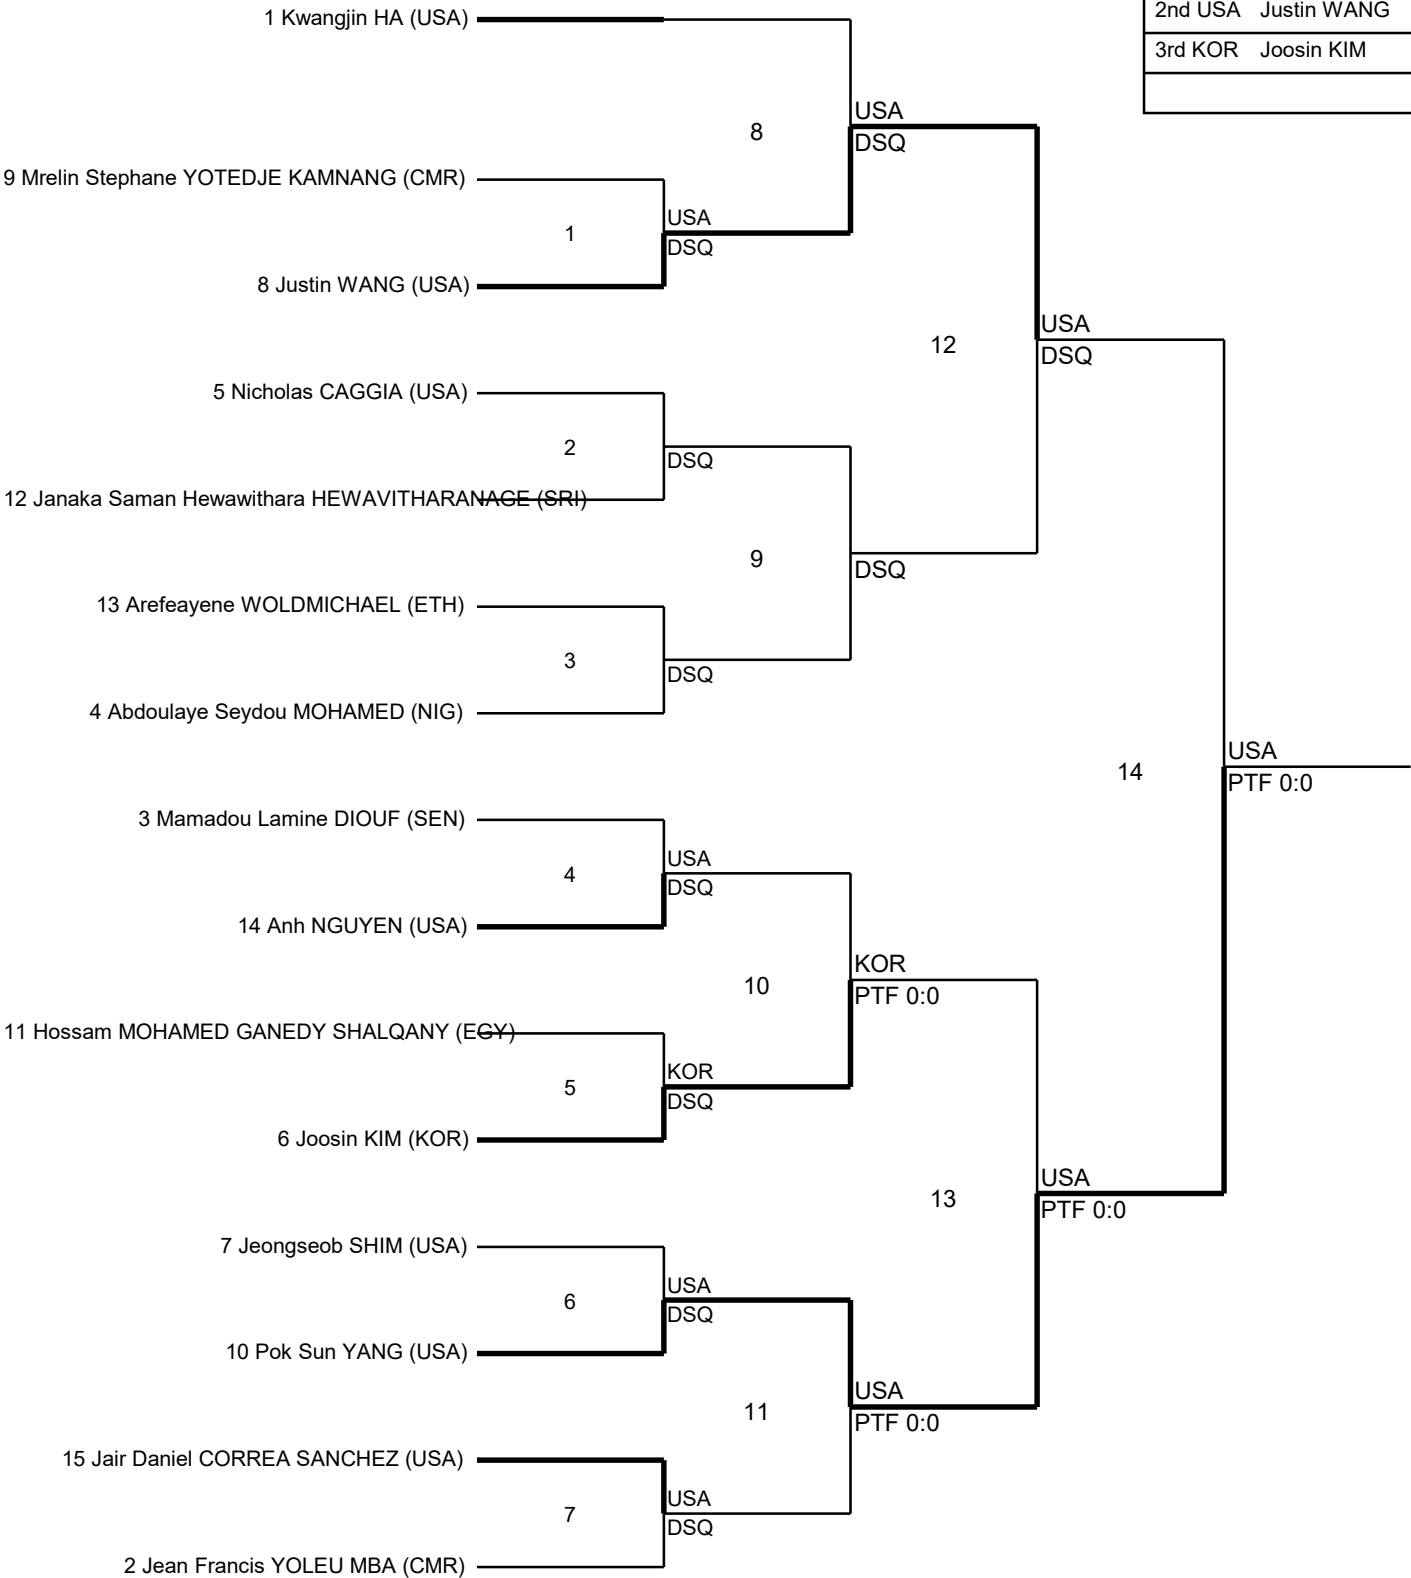 1 Kwangjin HA (USA)
2nd USA Justin WANG
3rd KOR Joosin KIM
USA
8
DSQ
9 Mrelin Stephane YOTEDJE KAMNANG (CMR)
USA
1
DSQ
8 Justin WANG (USA)
USA
12
DSQ
5 Nicholas CAGGIA (USA)
2
DSQ
12 Janaka Saman Hewawithara HEWAVITHARANAGE (SRI)
9
DSQ
13 Arefeayene WOLDMICHAEL (ETH)
3
DSQ
4 Abdoulaye Seydou MOHAMED (NIG)
USA
14
PTF 0:0
3 Mamadou Lamine DIOUF (SEN)
USA
4
DSQ
14 Anh NGUYEN (USA)
KOR
10
PTF 0:0
11 Hossam MOHAMED GANEDY SHALQANY (EGY)
KOR
5
DSQ
6 Joosin KIM (KOR)
USA
13
PTF 0:0
7 Jeongseob SHIM (USA)
USA
6
DSQ
10 Pok Sun YANG (USA)
USA
11
PTF 0:0
15 Jair Daniel CORREA SANCHEZ (USA)
USA
7
DSQ
2 Jean Francis YOLEU MBA (CMR)